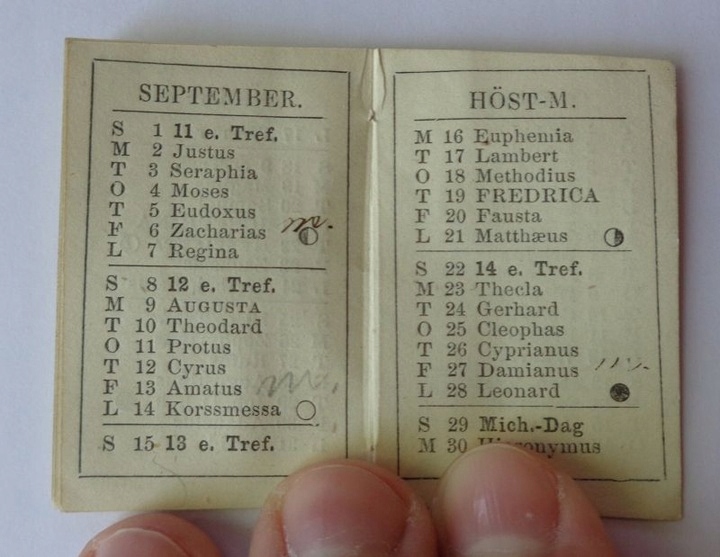 SEPTEMBER.
S 1 11 e. Tref.
M 2 Justus
T 3 Seraphia
O 4 Moses
T 5 Eudoxus
F 6 Zacharias
L 7 Regina
S 8 12 e. Tref.
M 9 AUGUSTA
T 10 Theodard
O 11 Protus
T 12 Cyrus
F 13 Amatus
L 14 Korssmessa
S 15 13 e. Tref.
HÖST-M.
M 16 Euphemia
T 17 Lambert
O 18 Methodius
T 19 FREDRICA
F 20 Fausta
L 21 Matthæus
S 22 14 e. Tref.
M 23 Thecla
T 24 Gerhard
O 25 Cleophas
T 26 Cyprianus
F 27 Damianus
L 28 Leonard
S 29 Mich.-Dag
M 30 Hieronymus